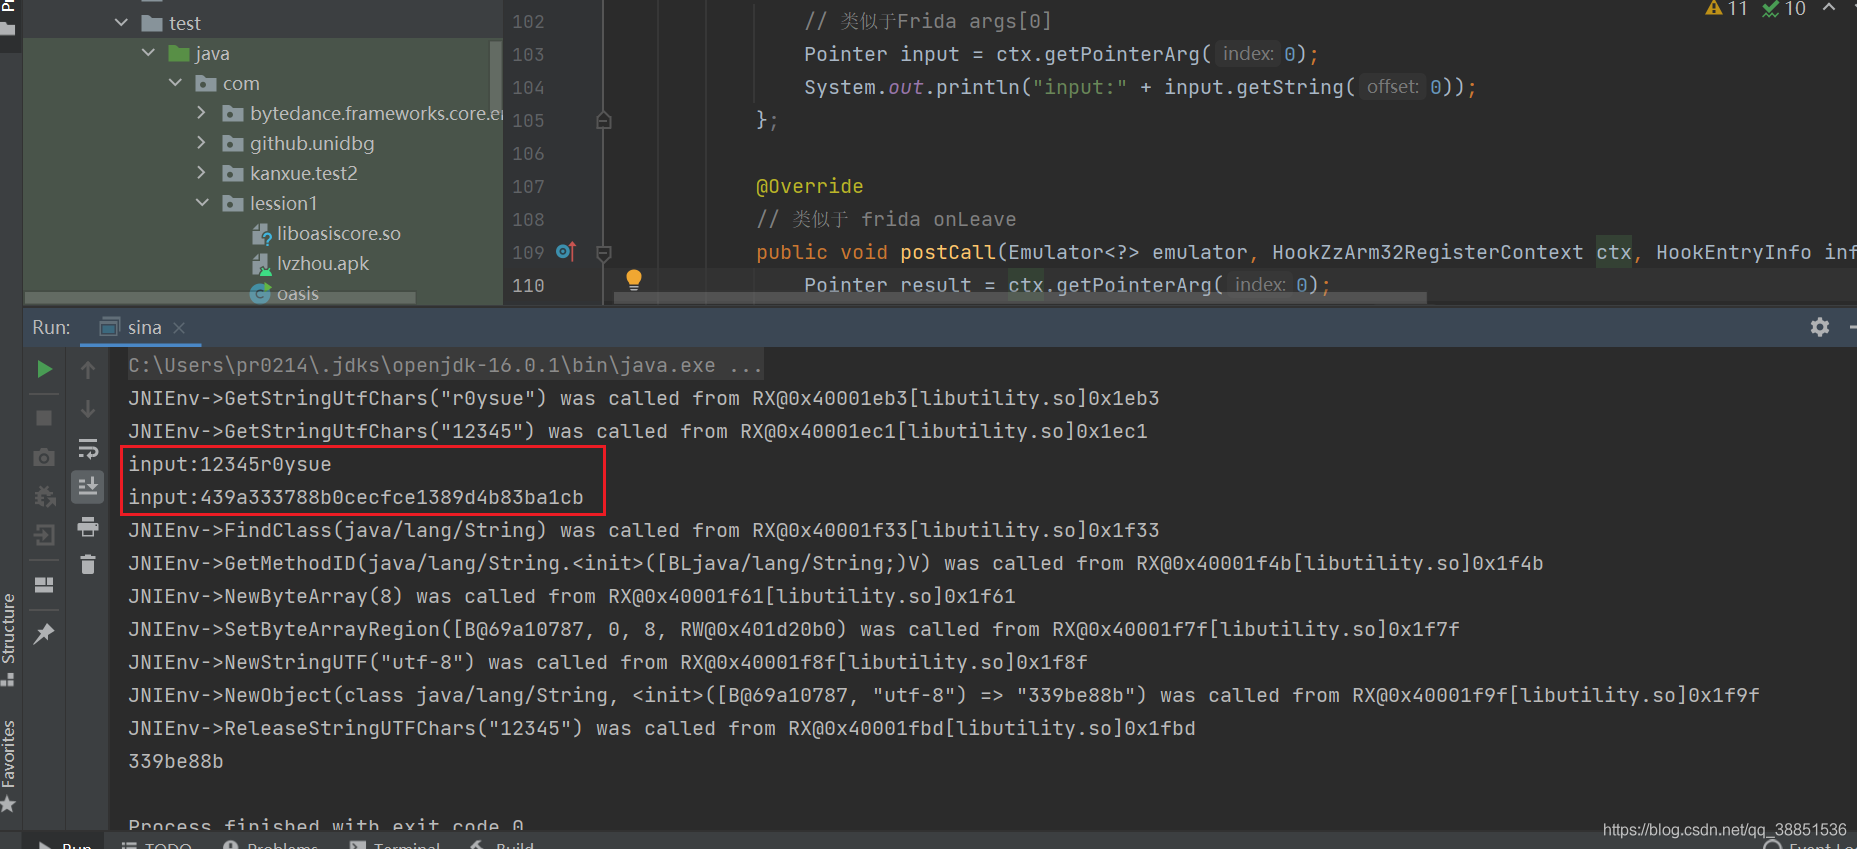 test
java
com
bytedance.frameworks.core.e
github.unidbg
kanxue.test2
lession1
liboasiscore.so
lvzhou.apk
oasis
11 10
102 // 类似于Frida args[0]
103 Pointer input = ctx.getPointerArg( index: 0);
104 System.out.println("input:" + input.getString( offset: 0));
105 };
106
107 @Override
108 // 类似于 frida onLeave
109 public void postCall(Emulator<?> emulator, HookZzArm32RegisterContext ctx, HookEntryInfo inf
110 Pointer result = ctx.getPointerArg( index: 0);
Run: sina
C:\Users\pr0214\.jdks\openjdk-16.0.1\bin\java.exe ...
JNIEnv->GetStringUtfChars("r0ysue") was called from RX@0x40001eb3[libutility.so]0x1eb3
JNIEnv->GetStringUtfChars("12345") was called from RX@0x40001ec1[libutility.so]0x1ec1
input:12345r0ysue
input:439a333788b0cecfce1389d4b83ba1cb
JNIEnv->FindClass(java/lang/String) was called from RX@0x40001f33[libutility.so]0x1f33
JNIEnv->GetMethodID(java/lang/String.<init>([BLjava/lang/String;)V) was called from RX@0x40001f4b[libutility.so]0x1f4b
JNIEnv->NewByteArray(8) was called from RX@0x40001f61[libutility.so]0x1f61
JNIEnv->SetByteArrayRegion([B@69a10787, 0, 8, RW@0x401d20b0) was called from RX@0x40001f7f[libutility.so]0x1f7f
JNIEnv->NewStringUTF("utf-8") was called from RX@0x40001f8f[libutility.so]0x1f8f
JNIEnv->NewObject(class java/lang/String, <init>([B@69a10787, "utf-8") => "339be88b") was called from RX@0x40001f9f[libutility.so]0x1f9f
JNIEnv->ReleaseStringUTFChars("12345") was called from RX@0x40001fbd[libutility.so]0x1fbd
339be88b
Process finished with exit code 0
Structure
Favorites
https://blog.csdn.net/qq_38851536
Run TODO Problems Terminal Build Event Lo